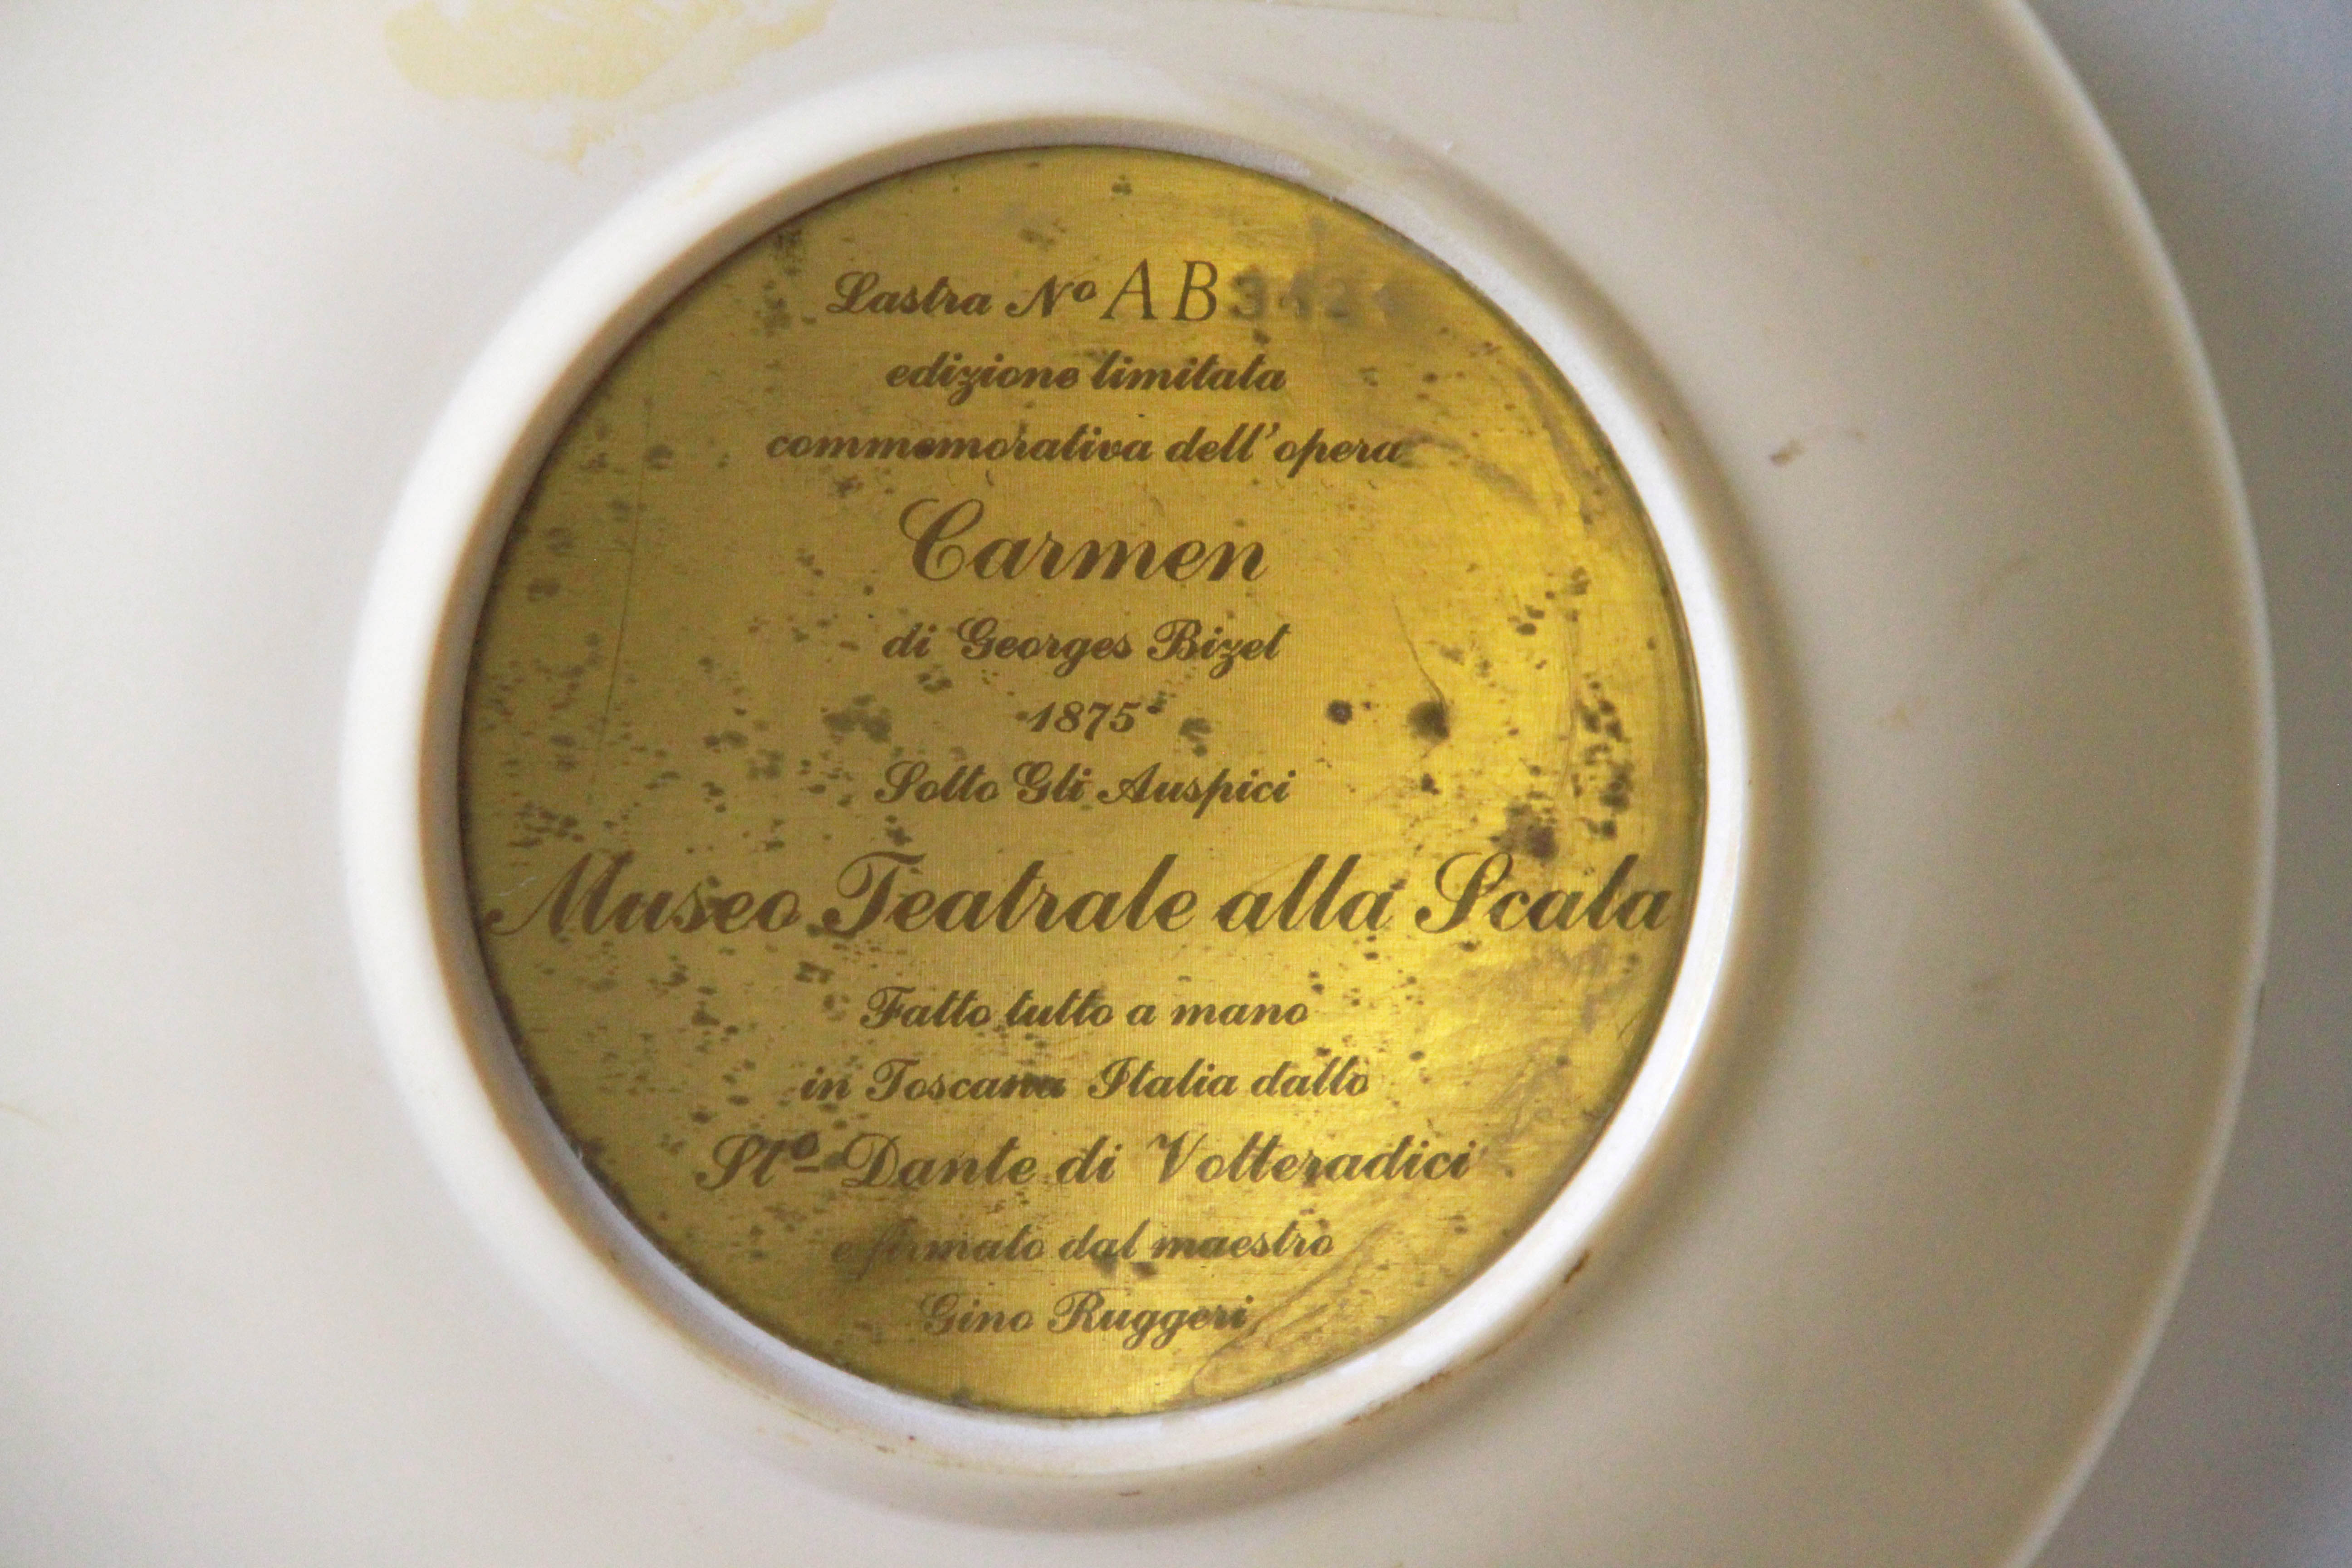 Lastra Nº AB
edizione limitata
commemorativa dell'opera
Carmen
di Georges Bizet
1875
Sotto Gli Auspici
Museo Teatrale alla Scala
Fatto tutto a mano
in Toscana Italia dallo
Stº Dante di Volteradici
e firmato dal maestro
Gino Ruggeri